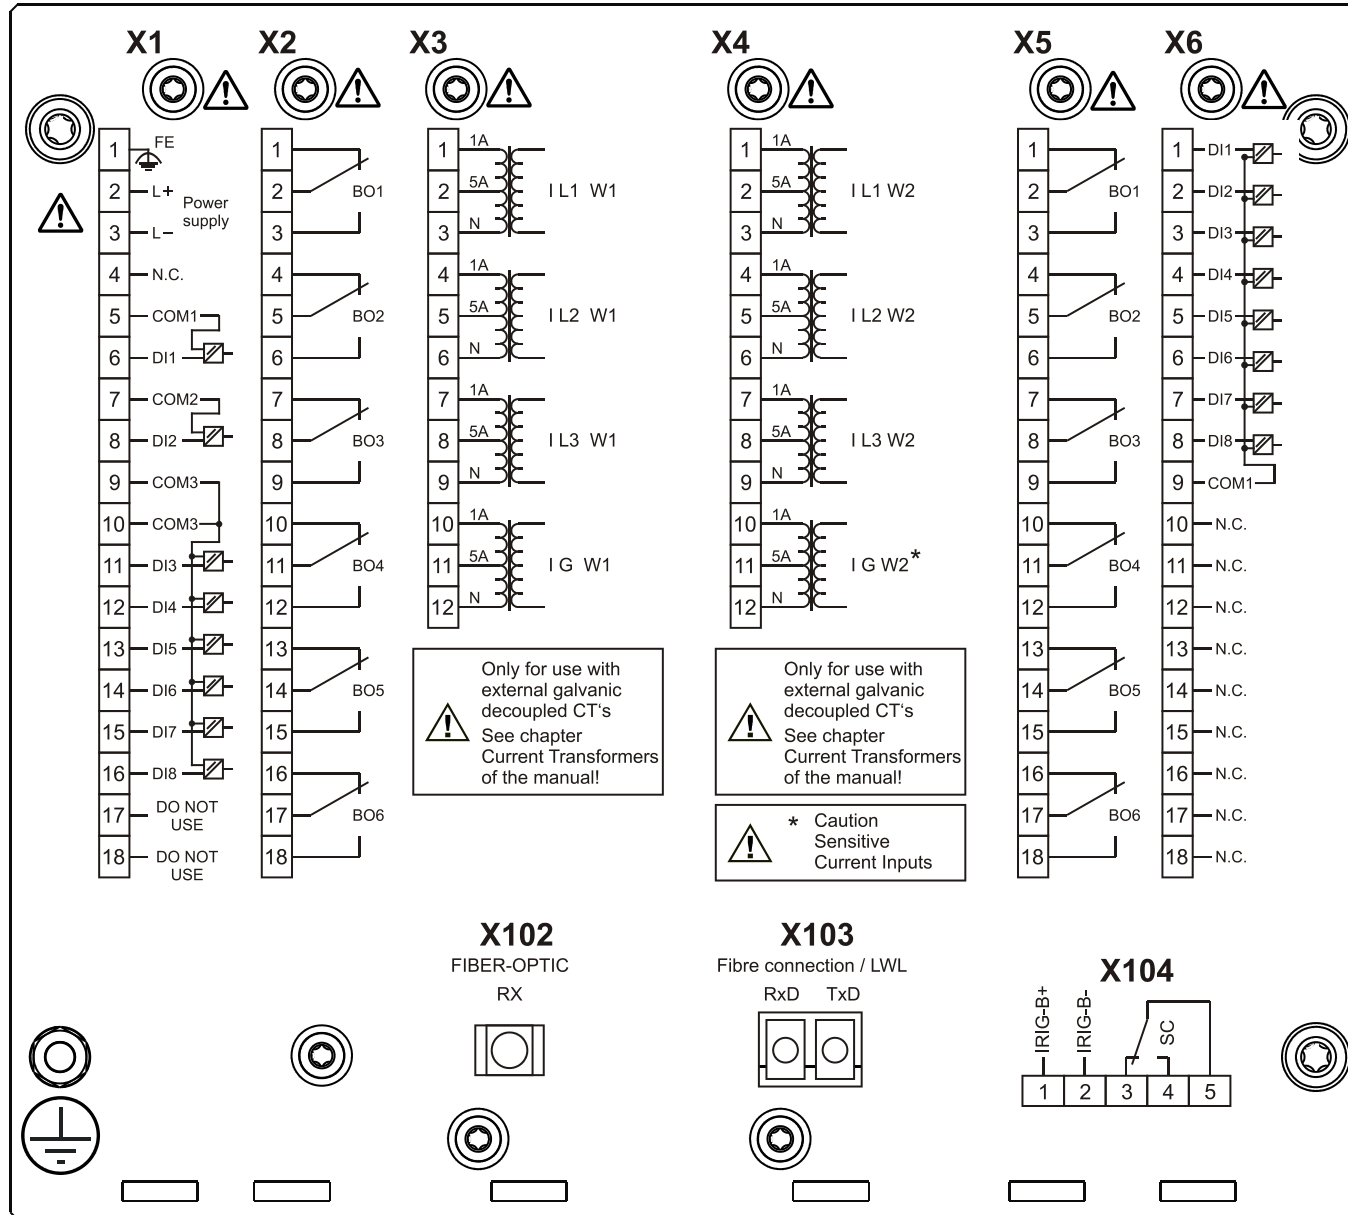 X1
X2
X3
X4
X5
X6
1 FE
2 L+
Power
supply
3 L−
4 N.C.
5 COM1
6 DI1
7 COM2
8 DI2
9 COM3
10 COM3
11 DI3
12 DI4
13 DI5
14 DI6
15 DI7
16 DI8
17 DO NOT
USE
18 DO NOT
USE
1
2 BO1
3
4
5 BO2
6
7
8 BO3
9
10
11 BO4
12
13
14 BO5
15
16
17 BO6
18
1 1A
2 5A I L1 W1
3 N
4 1A
5 5A I L2 W1
6 N
7 1A
8 5A I L3 W1
9 N
10 1A
11 5A I G W1
12 N
Only for use with
external galvanic
decoupled CT's
See chapter
Current Transformers
of the manual!
1 1A
2 5A I L1 W2
3 N
4 1A
5 5A I L2 W2
6 N
7 1A
8 5A I L3 W2
9 N
10 1A
11 5A I G W2*
12 N
Only for use with
external galvanic
decoupled CT's
See chapter
Current Transformers
of the manual!
* Caution
Sensitive
Current Inputs
1
2 BO1
3
4
5 BO2
6
7
8 BO3
9
10
11 BO4
12
13
14 BO5
15
16
17 BO6
18
1 DI1
2 DI2
3 DI3
4 DI4
5 DI5
6 DI6
7 DI7
8 DI8
9 COM1
10 N.C.
11 N.C.
12 N.C.
13 N.C.
14 N.C.
15 N.C.
16 N.C.
17 N.C.
18 N.C.
X102
FIBER-OPTIC
RX
X103
Fibre connection / LWL
RxD TxD
X104
IRIG-B+
IRIG-B-
SC
1 2 3 4 5